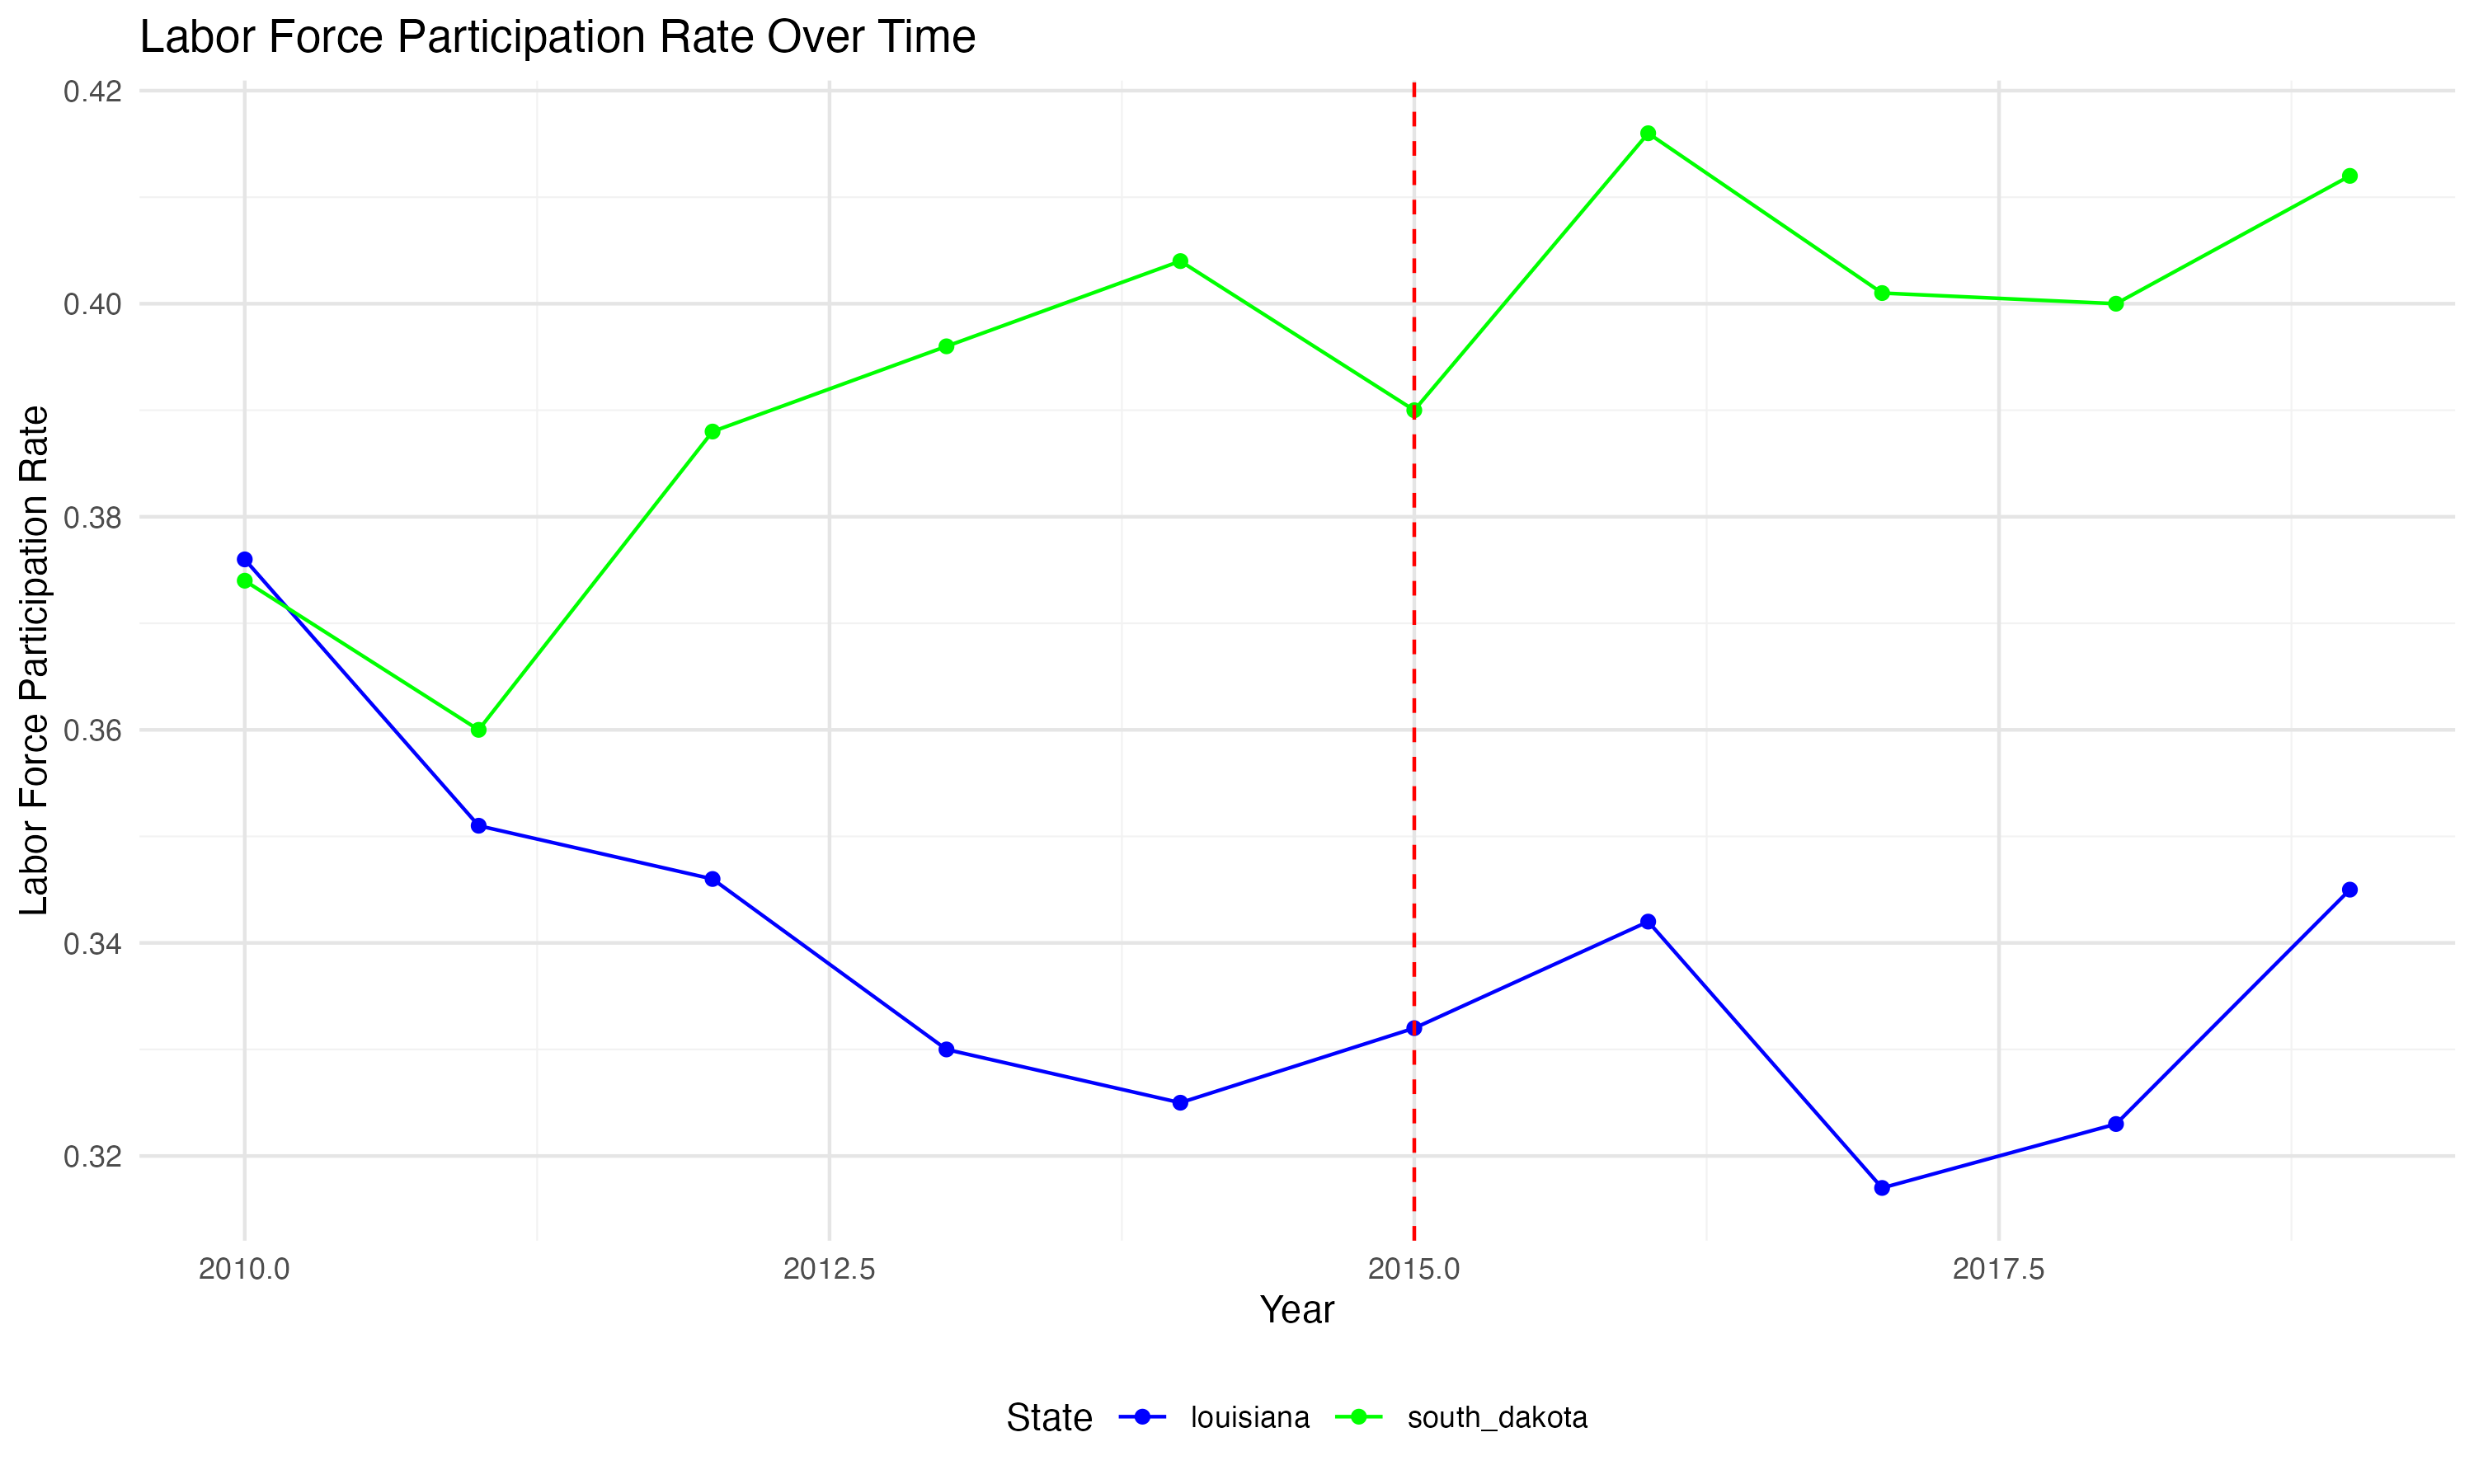 Labor Force Participation Rate Over Time
Labor Force Participation Rate
0.42
0.40
0.38
0.36
0.34
0.32
2010.0 2012.5 2015.0 2017.5
Year
State louisiana south_dakota